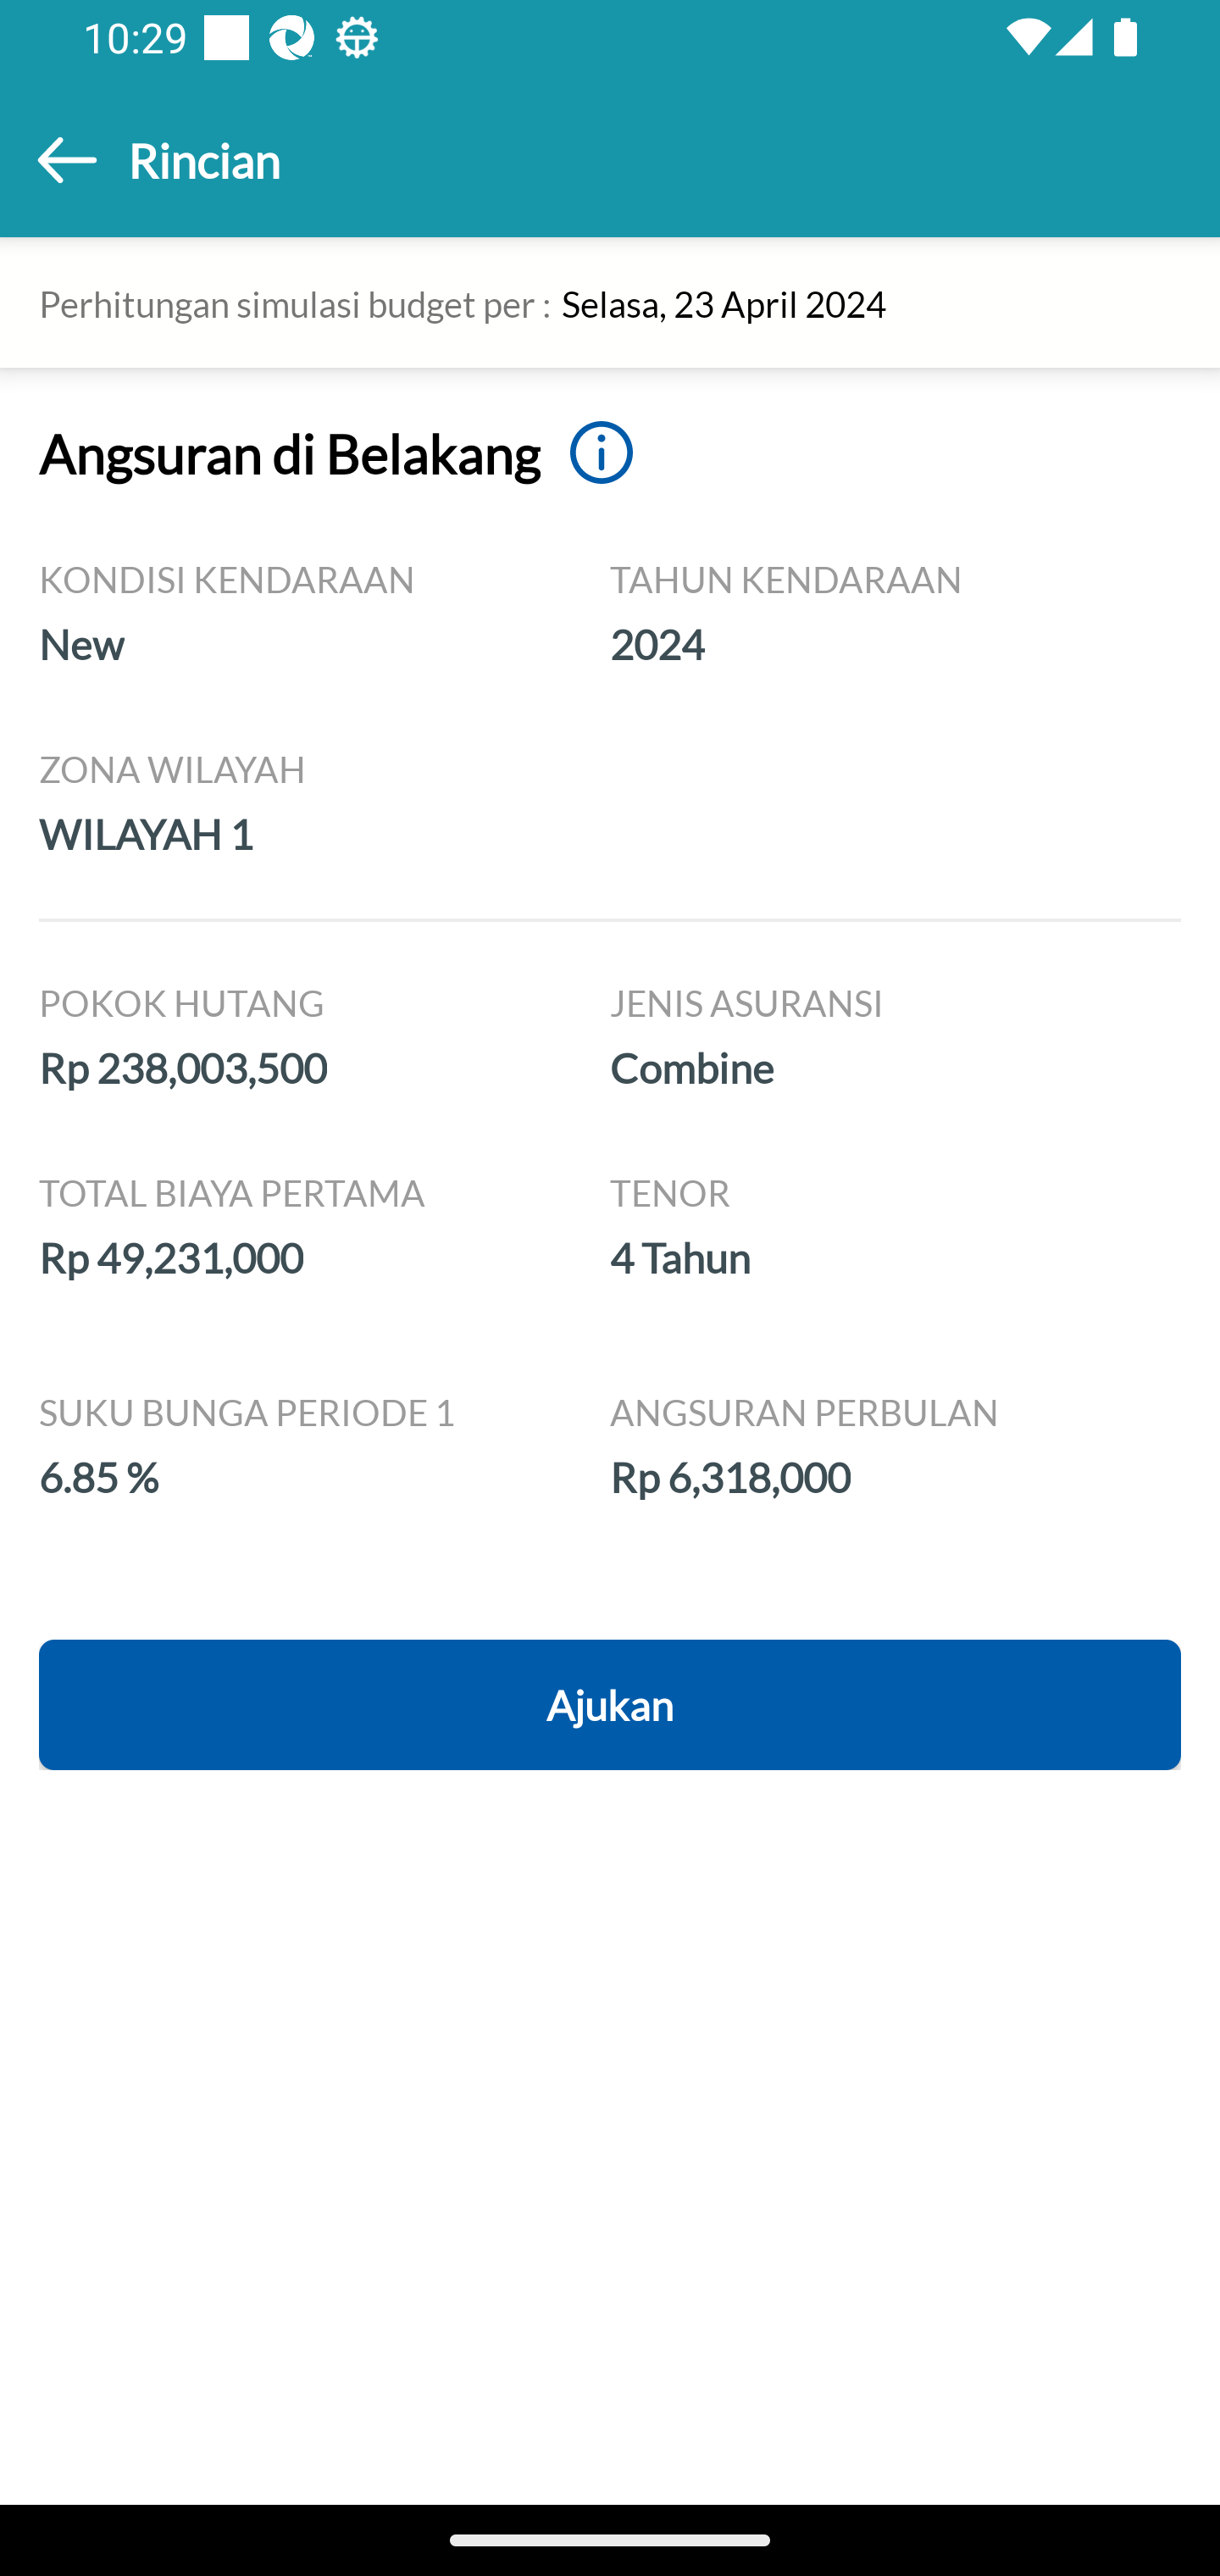 10:29
Rincian
Perhitungan simulasi budget per : Selasa, 23 April 2024
Angsuran di Belakang
KONDISI KENDARAAN
New
TAHUN KENDARAAN
2024
ZONA WILAYAH
WILAYAH 1
POKOK HUTANG
Rp 238,003,500
JENIS ASURANSI
Combine
TOTAL BIAYA PERTAMA
Rp 49,231,000
TENOR
4 Tahun
SUKU BUNGA PERIODE 1
6.85 %
ANGSURAN PERBULAN
Rp 6,318,000
Ajukan